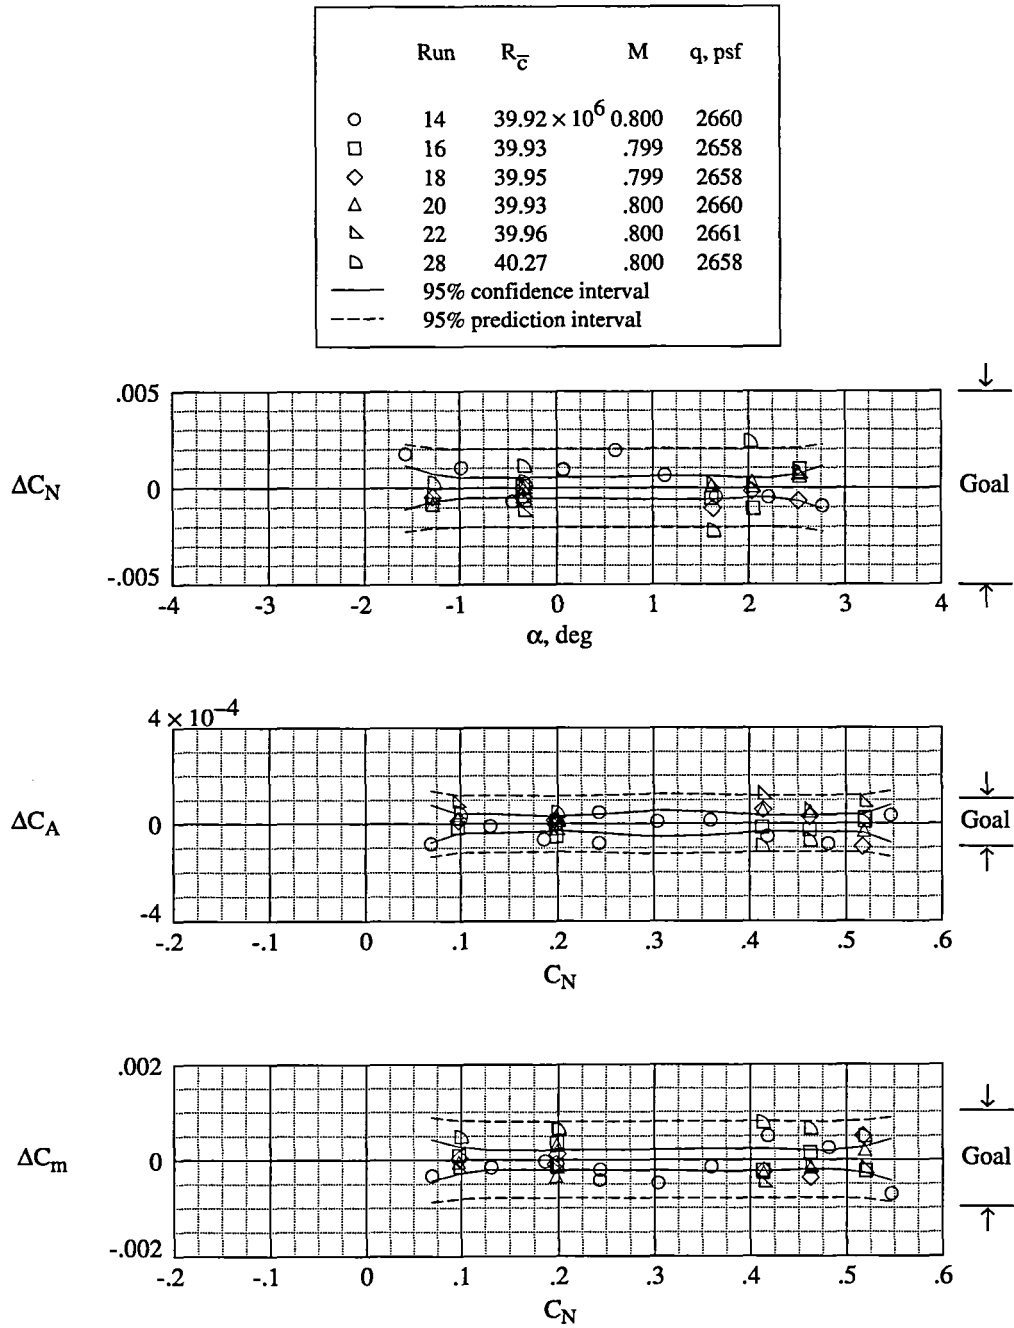 Run R_c̅ M q, psf
14 39.92 × 10^6 0.800 2660
16 39.93 .799 2658
18 39.95 .799 2658
20 39.93 .800 2660
22 39.96 .800 2661
28 40.27 .800 2658
95% confidence interval
95% prediction interval
.005
ΔC_N
0
-.005
Goal
-4 -3 -2 -1 0 1 2 3 4
α, deg
4 × 10^-4
ΔC_A
0
-4
Goal
-.2 -.1 0 .1 .2 .3 .4 .5 .6
C_N
.002
ΔC_m
0
-.002
Goal
-.2 -.1 0 .1 .2 .3 .4 .5 .6
C_N